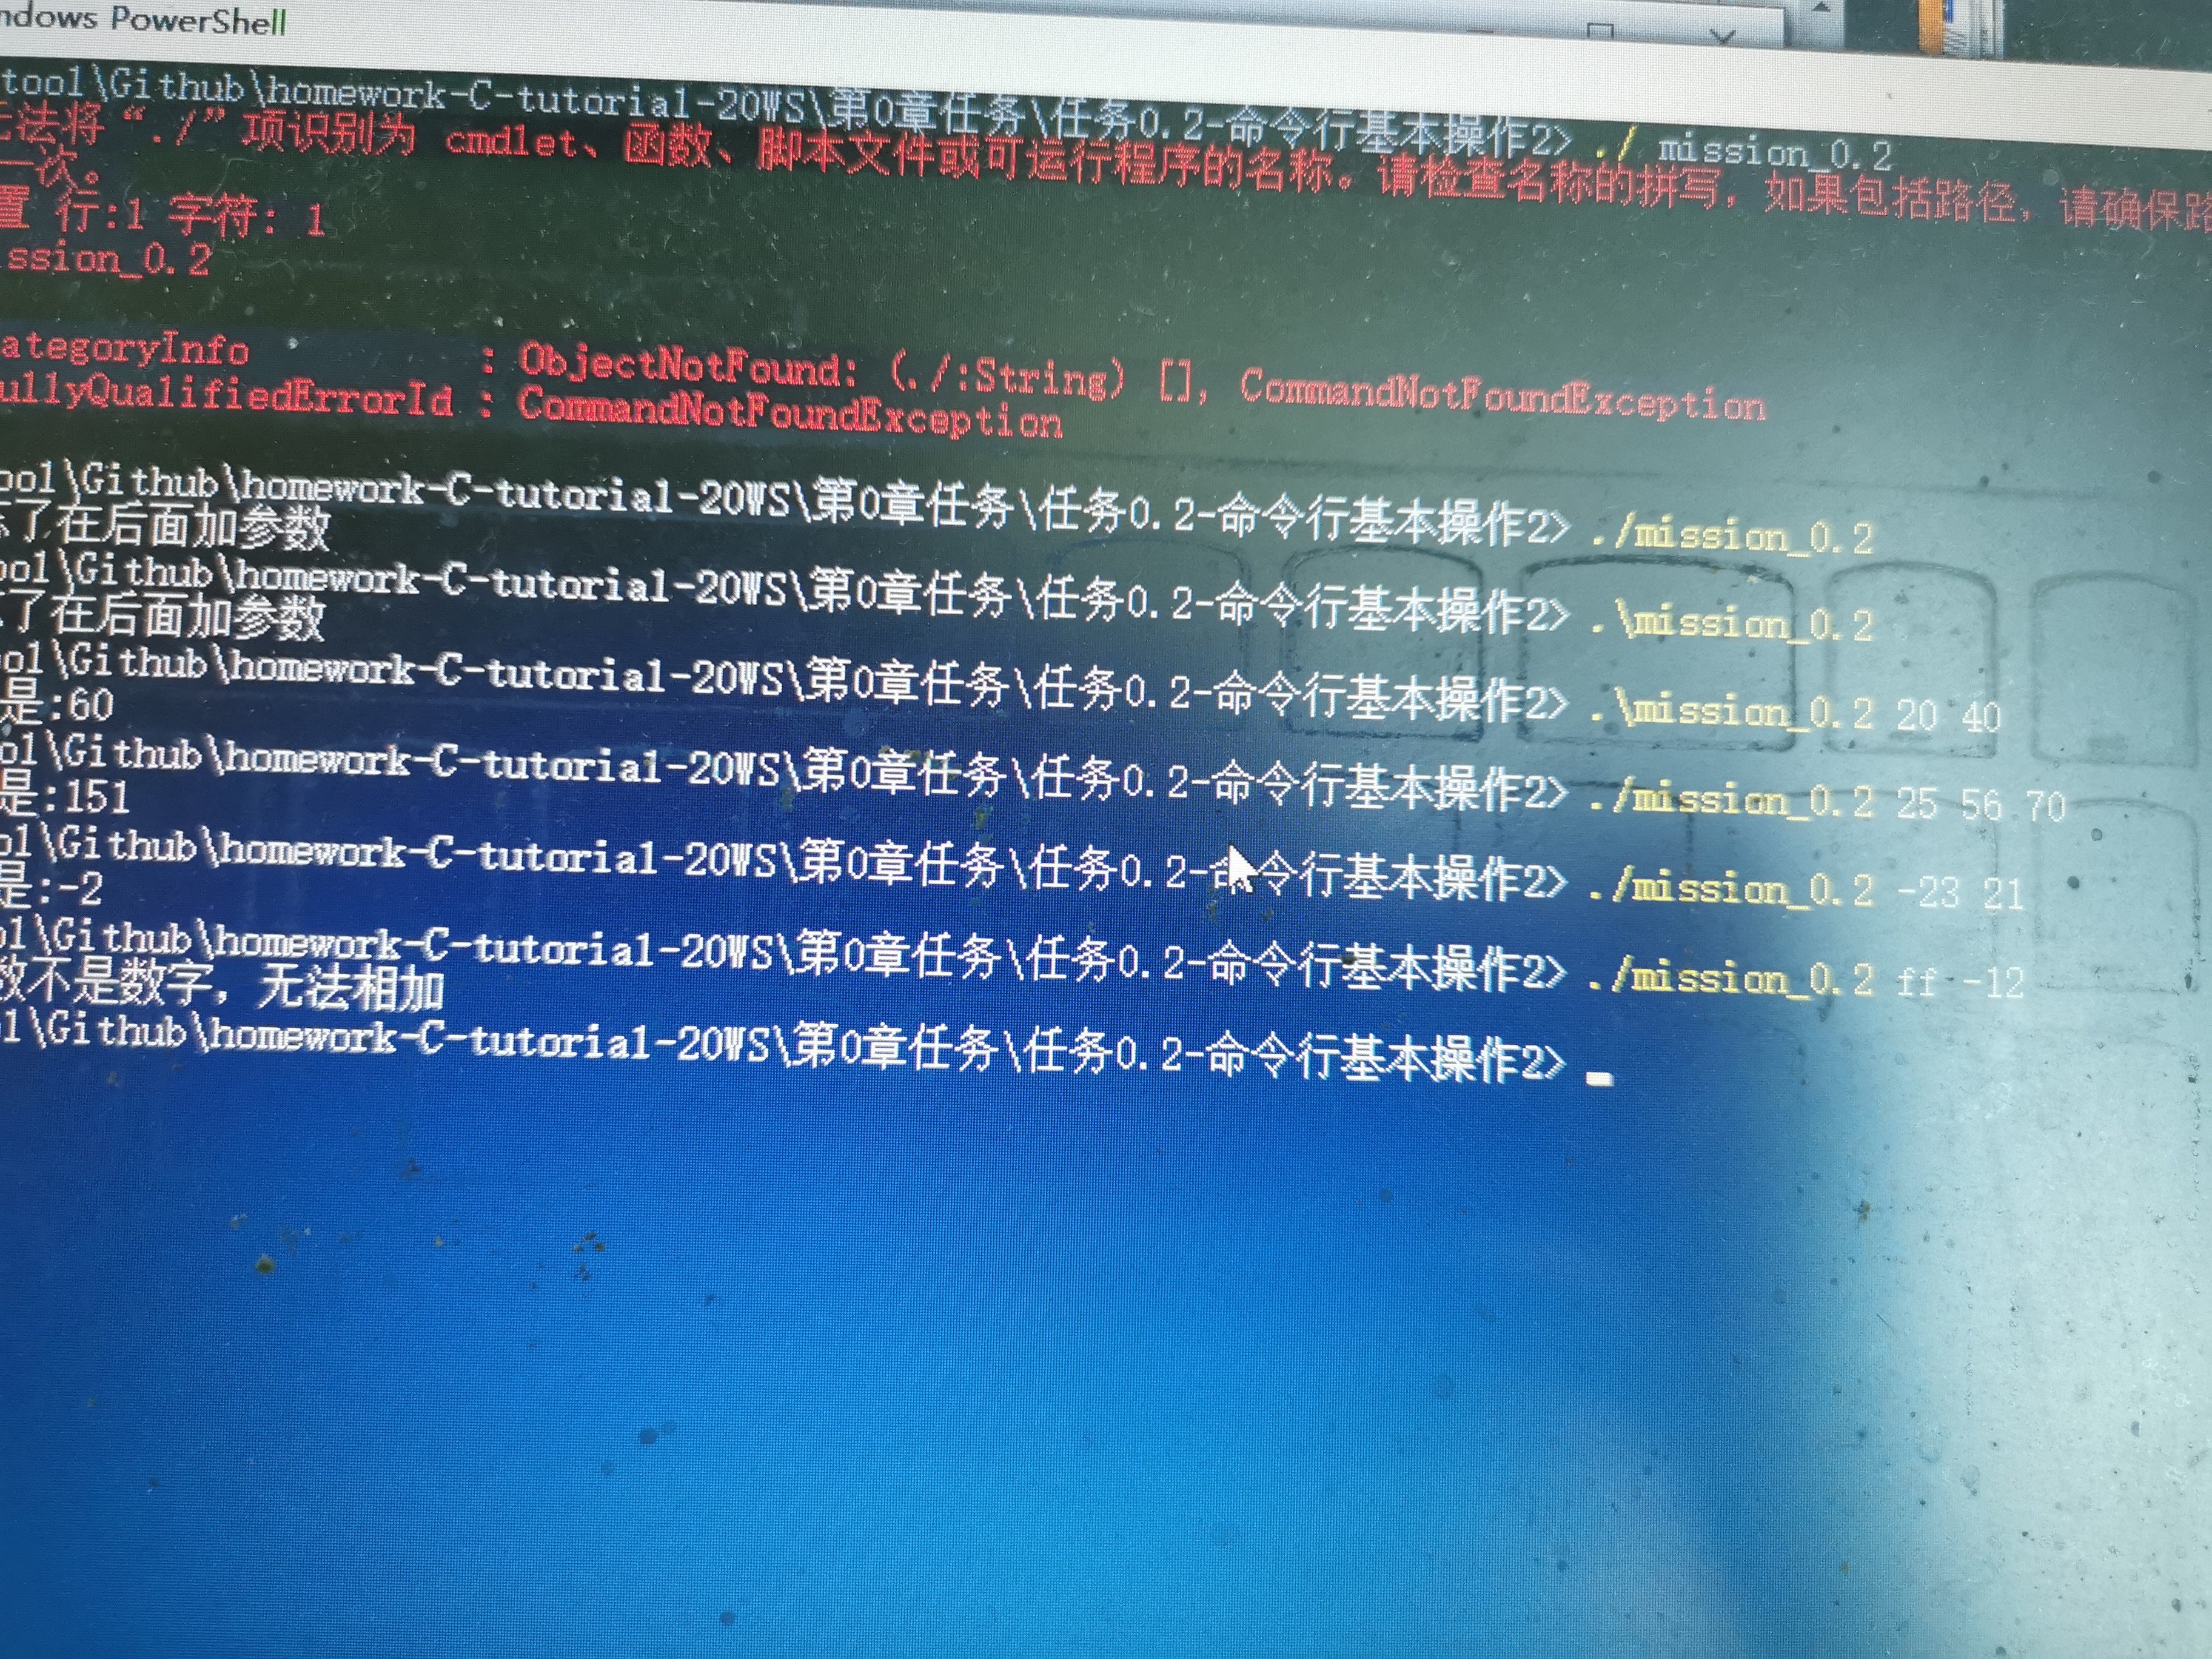 ndows PowerShell
tool\Github\homework-C-tutorial-20WS\第0章任务\任务0.2-命令行基本操作2> ./ mission_0.2
无法将“./”项识别为 cmdlet、函数、脚本文件或可运行程序的名称。请检查名称的拼写，如果包括路径，请确保路
一次。
置 行:1 字符: 1
ission_0.2
ategoryInfo : ObjectNotFound: (./:String) [], CommandNotFoundException
ullyQualifiedErrorId : CommandNotFoundException
ool\Github\homework-C-tutorial-20WS\第0章任务\任务0.2-命令行基本操作2> ./mission_0.2
了在后面加参数
ool\Github\homework-C-tutorial-20WS\第0章任务\任务0.2-命令行基本操作2> .\mission_0.2
了在后面加参数
ol\Github\homework-C-tutorial-20WS\第0章任务\任务0.2-命令行基本操作2> .\mission_0.2 20 40
是:60
ol\Github\homework-C-tutorial-20WS\第0章任务\任务0.2-命令行基本操作2> ./mission_0.2 25 56 70
是:151
ol\Github\homework-C-tutorial-20WS\第0章任务\任务0.2-命令行基本操作2> ./mission_0.2 -23 21
是:-2
ol\Github\homework-C-tutorial-20WS\第0章任务\任务0.2-命令行基本操作2> ./mission_0.2 ff -12
数不是数字，无法相加
l\Github\homework-C-tutorial-20WS\第0章任务\任务0.2-命令行基本操作2>